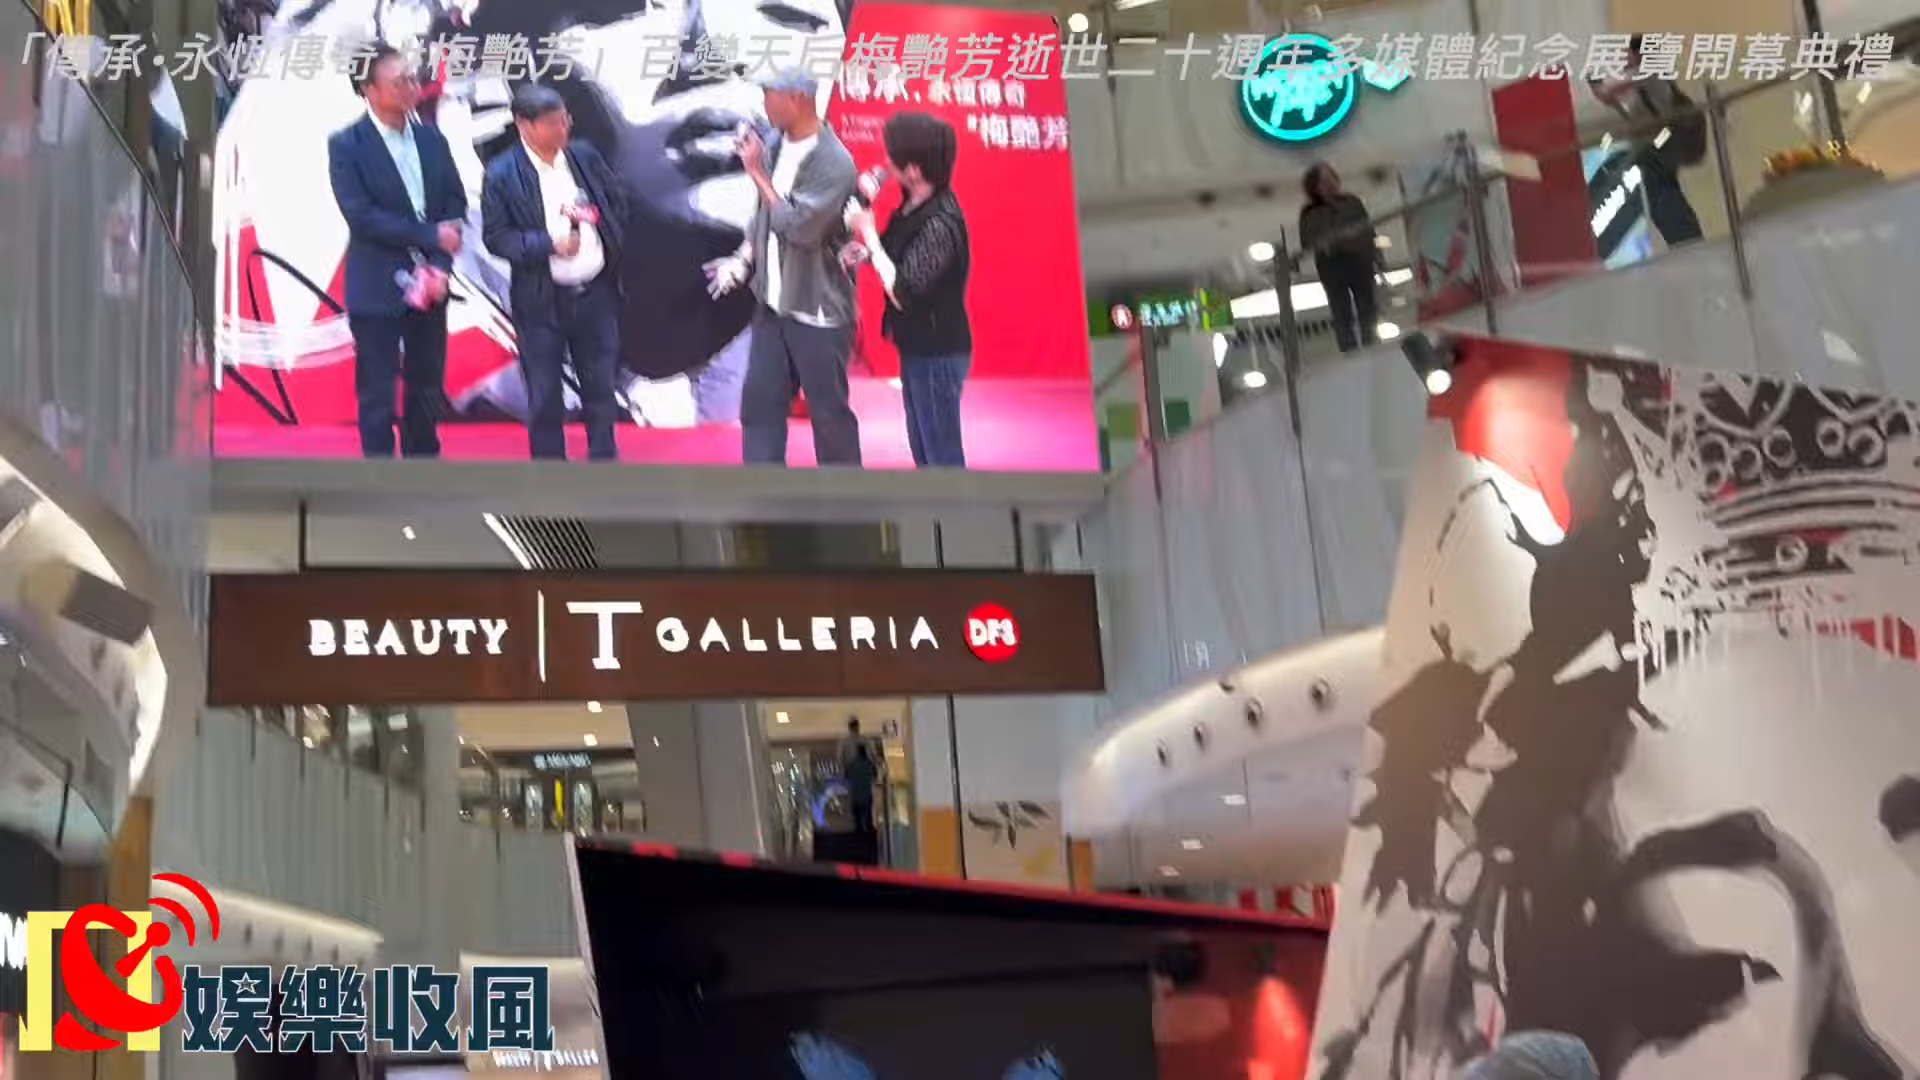 「傳承•永恆傳奇 #梅艷芳」 百變天后梅艷芳逝世二十週年多媒體紀念展覽開幕典禮
傳承.永恆傳奇
"梅艷芳
BEAUTY T GALLERIA DFS
娛樂收風